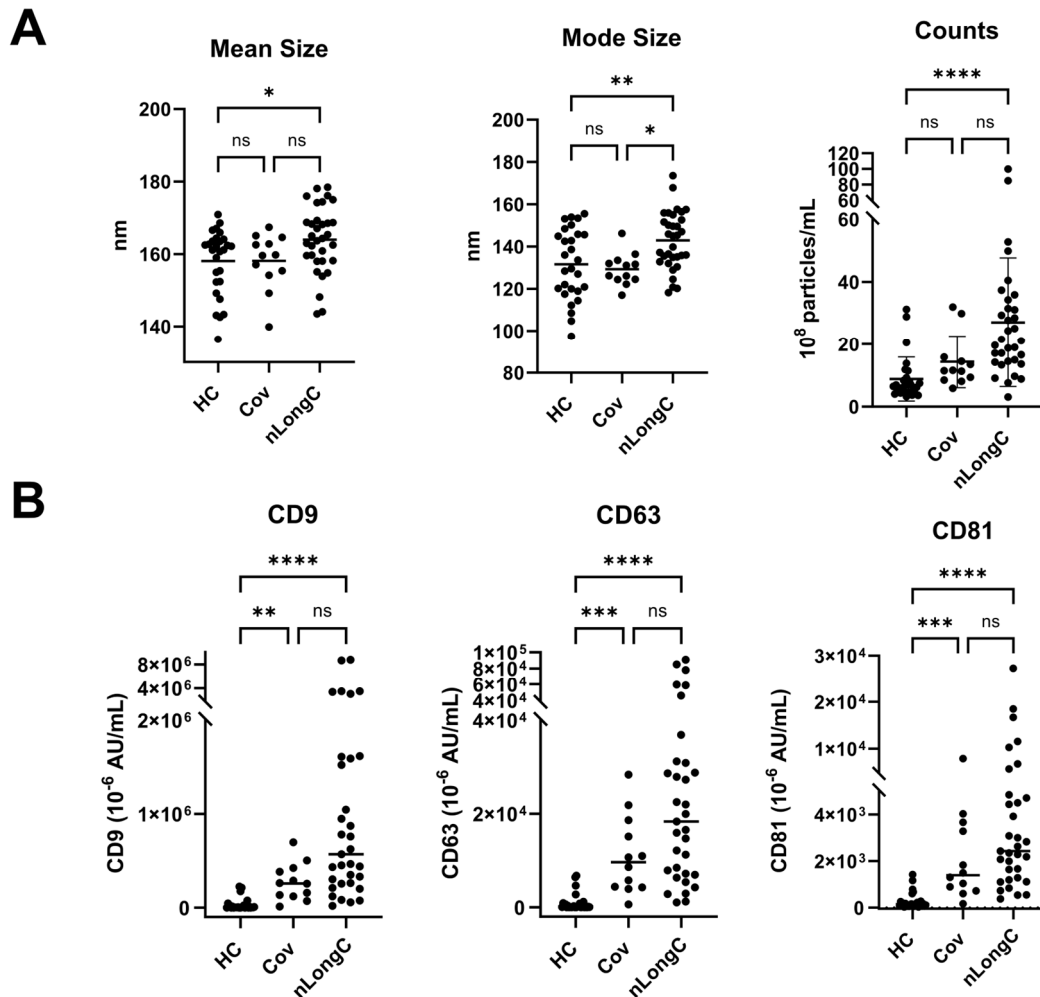 A
Mean Size
*
ns ns
200
180
160
140
nm
HC Cov nLongC
Mode Size
**
ns *
200
180
160
140
120
100
80
nm
HC Cov nLongC
Counts
****
ns ns
120
100
80
60
60
40
20
0
10⁸ particles/mL
HC Cov nLongC
B
CD9
****
** ns
8×10⁶
4×10⁶
2×10⁶
1×10⁶
0
CD9 (10⁻⁶ AU/mL)
HC Cov nLongC
CD63
****
*** ns
1×10⁵
8×10⁴
6×10⁴
4×10⁴
4×10⁴
2×10⁴
0
CD63 (10⁻⁶ AU/mL)
HC Cov nLongC
CD81
****
*** ns
3×10⁴
2×10⁴
1×10⁴
4×10³
2×10³
0
CD81 (10⁻⁶ AU/mL)
HC Cov nLongC